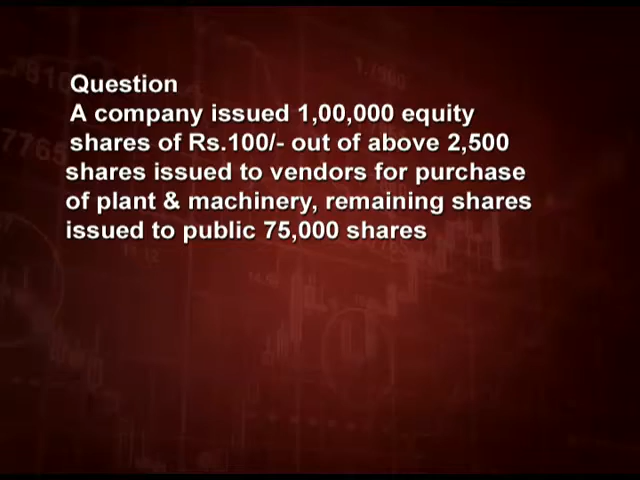 Question
A company issued 1,00,000 equity
shares of Rs.100/- out of above 2,500
shares issued to vendors for purchase
of plant & machinery, remaining shares
issued to public 75,000 shares